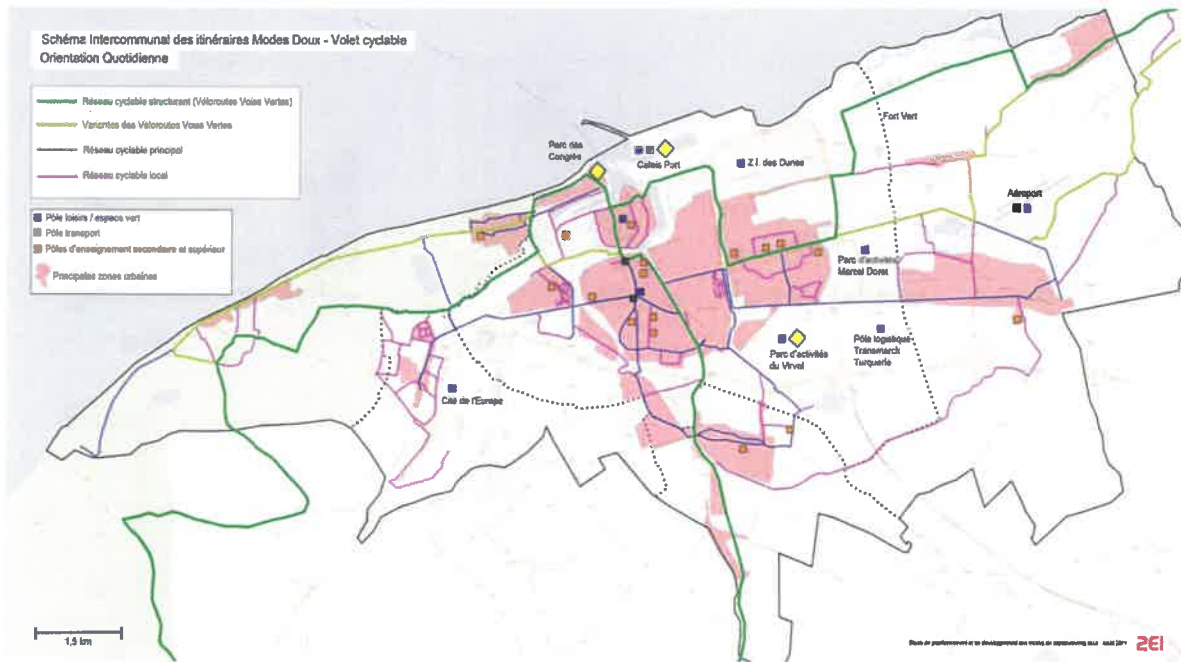 Schéma Intercommunal des itinéraires Modes Doux - Volet cyclable
Orientation Quotidienne
Réseau cyclable structurant (Véloroutes Voies Vertes)
Variantes des Véloroutes Voies Vertes
Réseau cyclable principal
Réseau cyclable local
Pôle loisirs / espace vert
Pôle transport
Pôles d'enseignement secondaire et supérieur
Principales zones urbaines
Parc des
Congrès
Calais Port
Z.I. des Dunes
Fort Vert
Aéroport
Parc d'activités
Marcel Doret
Parc d'activités
du Virval
Pôle logistique
Transmarck
Turquerie
Cité de l'Europe
1,5 km
2EI